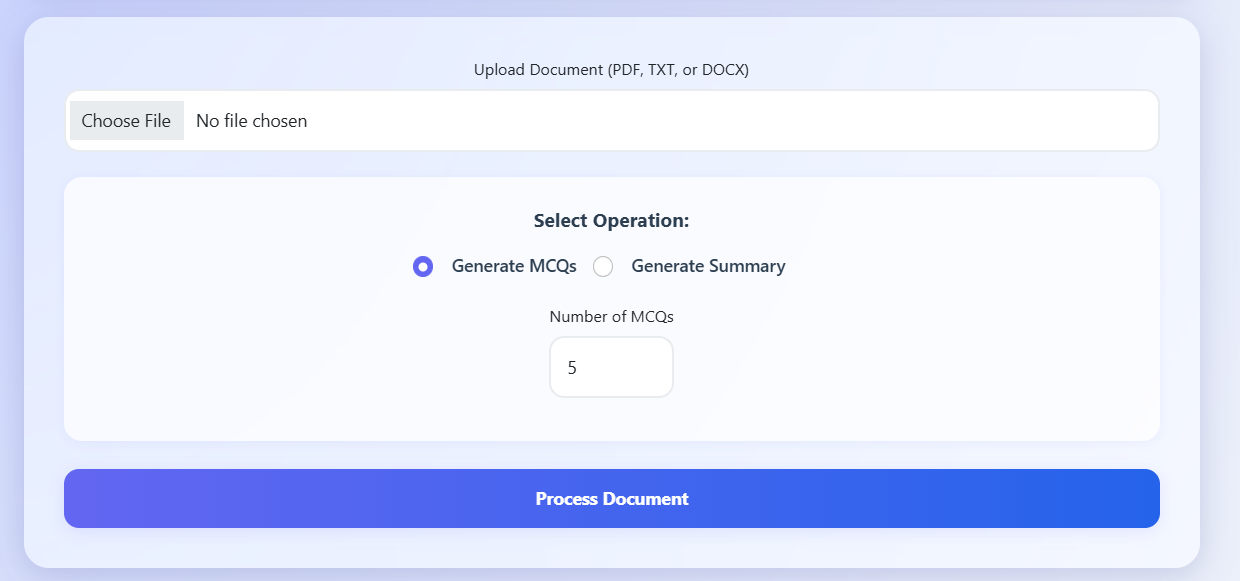 Upload Document (PDF, TXT, or DOCX)
Choose File No file chosen
Select Operation:
Generate MCQs Generate Summary
Number of MCQs
5
Process Document